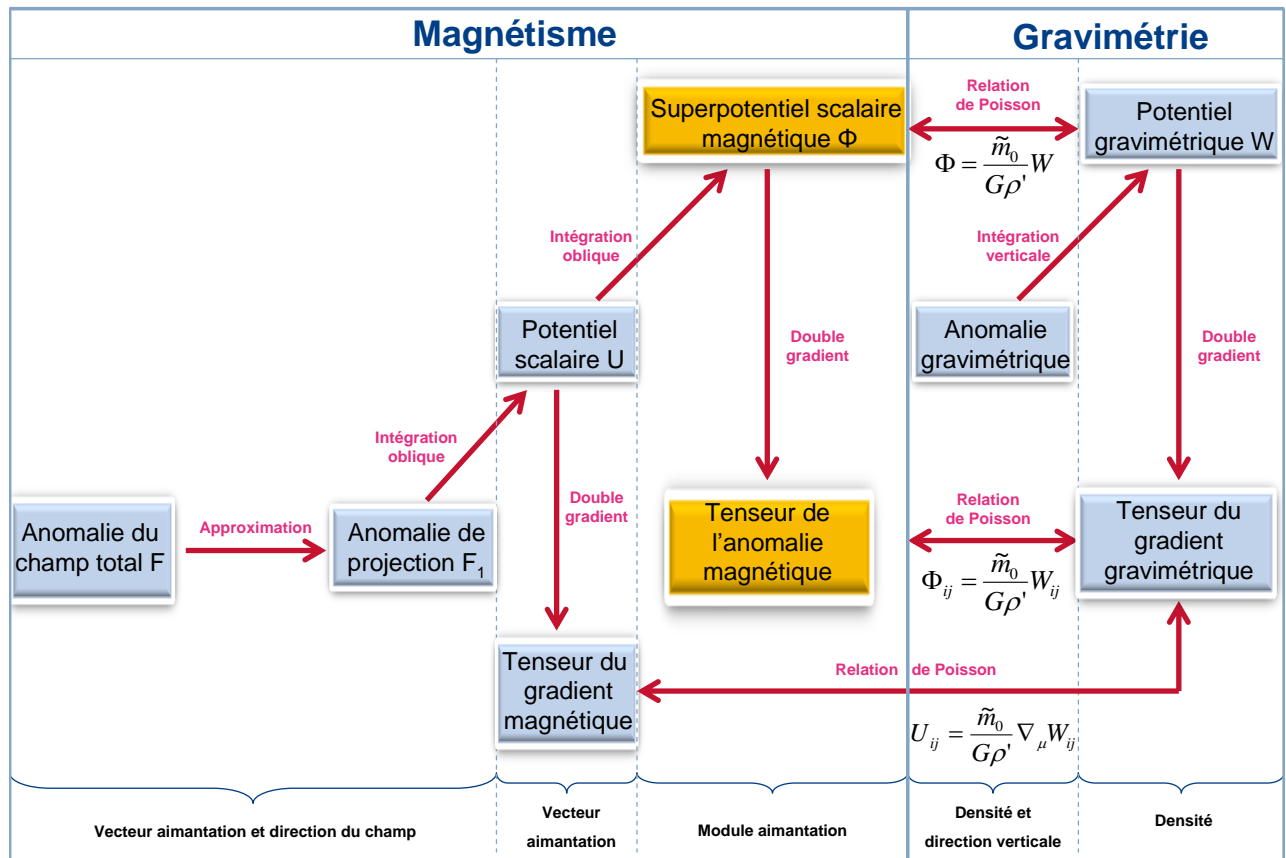 Magnétisme
Gravimétrie
Superpotentiel scalaire
magnétique Φ
Relation
de Poisson
Φ = m̃₀ / Gρ' W
Potentiel
gravimétrique W
Intégration
oblique
Intégration
verticale
Potentiel
scalaire U
Double
gradient
Anomalie
gravimétrique
Double
gradient
Intégration
oblique
Anomalie du
champ total F
Approximation
Anomalie de
projection F₁
Double
gradient
Tenseur de
l'anomalie
magnétique
Relation
de Poisson
Φᵢⱼ = m̃₀ / Gρ' Wᵢⱼ
Tenseur du
gradient
gravimétrique
Tenseur du
gradient
magnétique
Relation de Poisson
Uᵢⱼ = m̃₀ / Gρ' ∇μ Wᵢⱼ
Vecteur aimantation et direction du champ
Vecteur
aimantation
Module aimantation
Densité et
direction verticale
Densité